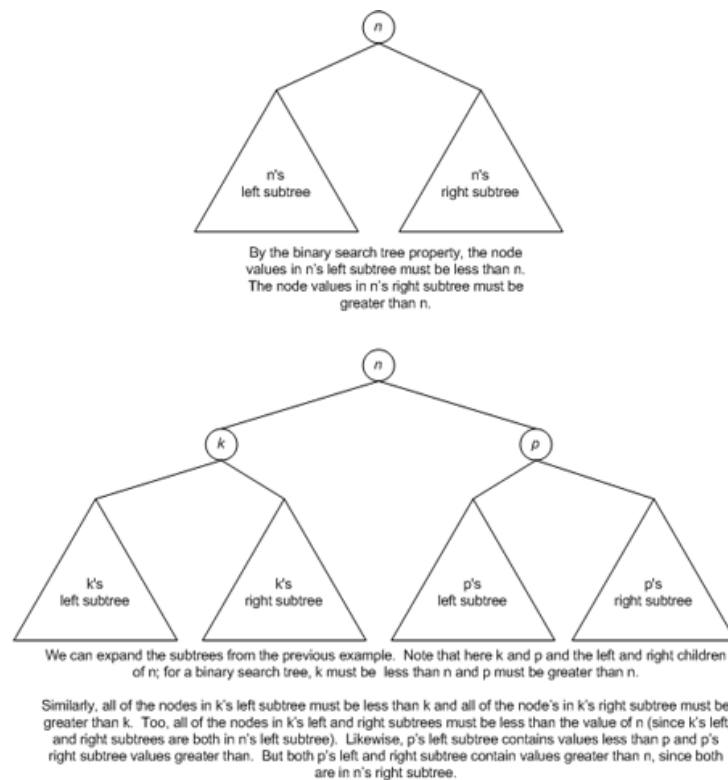 n
n's
left subtree
n's
right subtree
By the binary search tree property, the node
values in n's left subtree must be less than n.
The node values in n's right subtree must be
greater than n.
n
k
p
k's
left subtree
k's
right subtree
p's
left subtree
p's
right subtree
We can expand the subtrees from the previous example. Note that here k and p and the left and right children
of n; for a binary search tree, k must be less than n and p must be greater than n.
Similarly, all of the nodes in k's left subtree must be less than k and all of the node's in k's right subtree must be
greater than k. Too, all of the nodes in k's left and right subtrees must be less than the value of n (since k's left
and right subtrees are both in n's left subtree). Likewise, p's left subtree contains values less than p and p's
right subtree values greater than. But both p's left and right subtree contain values greater than n, since both
are in n's right subtree.